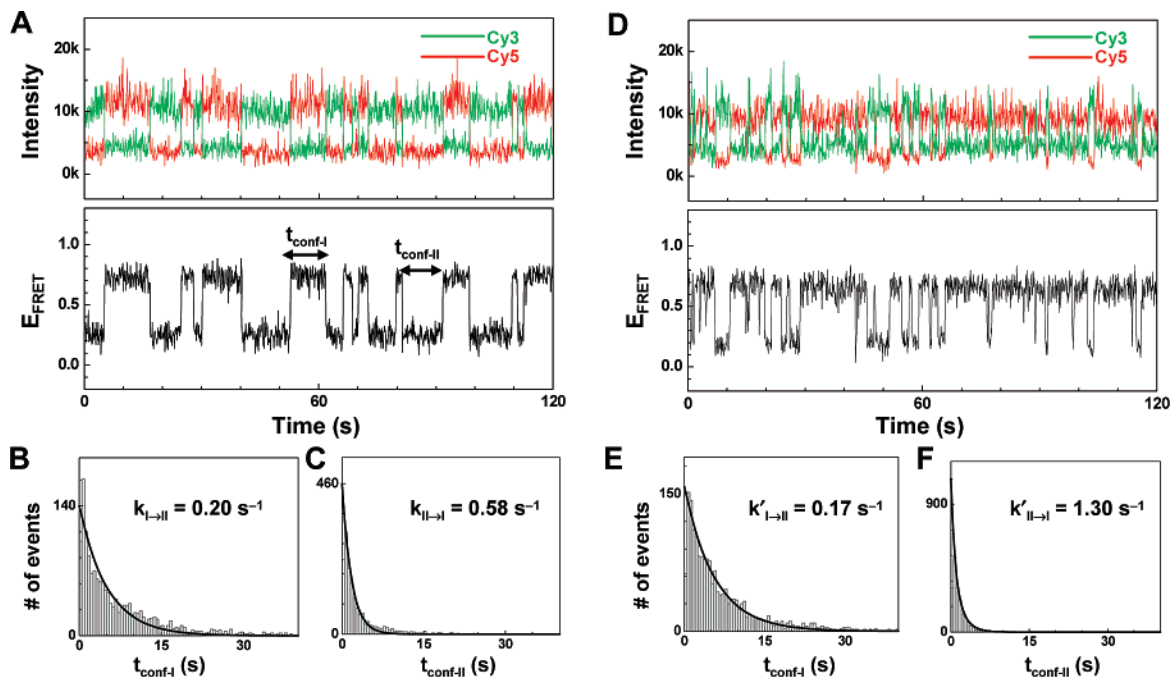 A
Intensity
20k
10k
0k
Cy3
Cy5
E_FRET
1.0
0.5
0.0
t_conf-I
t_conf-II
0 60 120
Time (s)
D
Intensity
20k
10k
0k
Cy3
Cy5
E_FRET
1.0
0.5
0.0
0 60 120
Time (s)
B
# of events
140
0
k_I→II = 0.20 s⁻¹
0 15 30
t_conf-I (s)
C
460
0
k_II→I = 0.58 s⁻¹
0 15 30
t_conf-II (s)
E
# of events
150
0
k′_I→II = 0.17 s⁻¹
0 15 30
t_conf-I (s)
F
900
0
k′_II→I = 1.30 s⁻¹
0 15 30
t_conf-II (s)